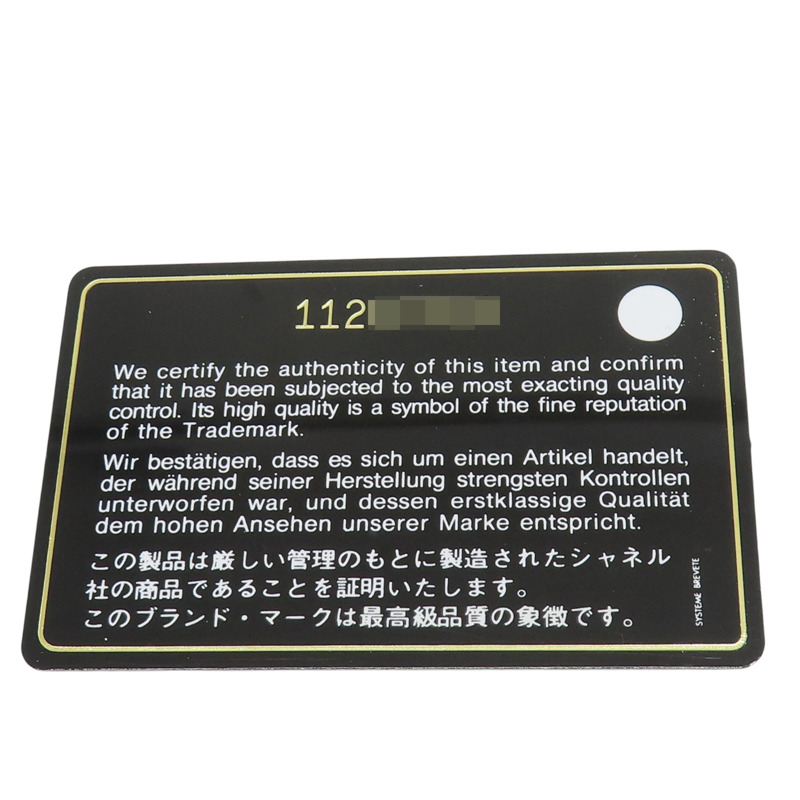 112
We certify the authenticity of this item and confirm
that it has been subjected to the most exacting quality
control. Its high quality is a symbol of the fine reputation
of the Trademark.
Wir bestätigen, dass es sich um einen Artikel handelt,
der während seiner Herstellung strengsten Kontrollen
unterworfen war, und dessen erstklassige Qualität
dem hohen Ansehen unserer Marke entspricht.
この製品は厳しい管理のもとに製造されたシャネル
社の商品であることを証明いたします。
このブランド・マークは最高級品質の象徴です。
SYSTEME BREVETE